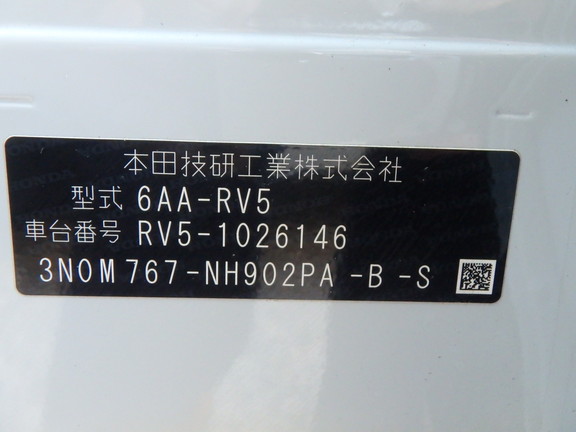 本田技研工業株式会社
型式 6AA-RV5
車台番号 RV5-1026146
3N0M767-NH902PA -B -S